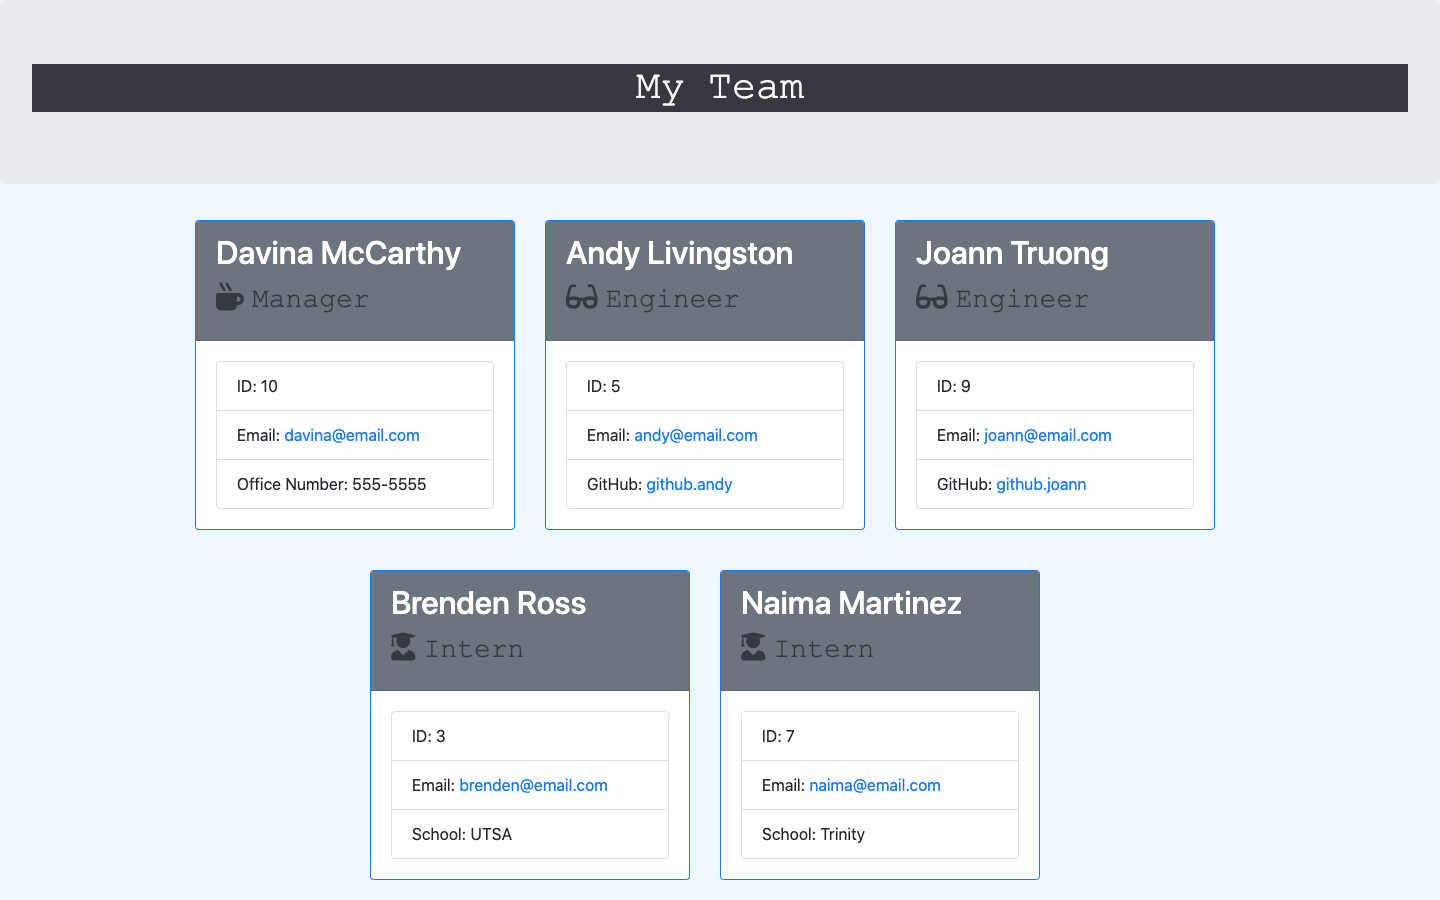 My Team
Davina McCarthy
Manager
ID: 10
Email: davina@email.com
Office Number: 555-5555
Andy Livingston
Engineer
ID: 5
Email: andy@email.com
GitHub: github.andy
Joann Truong
Engineer
ID: 9
Email: joann@email.com
GitHub: github.joann
Brenden Ross
Intern
ID: 3
Email: brenden@email.com
School: UTSA
Naima Martinez
Intern
ID: 7
Email: naima@email.com
School: Trinity